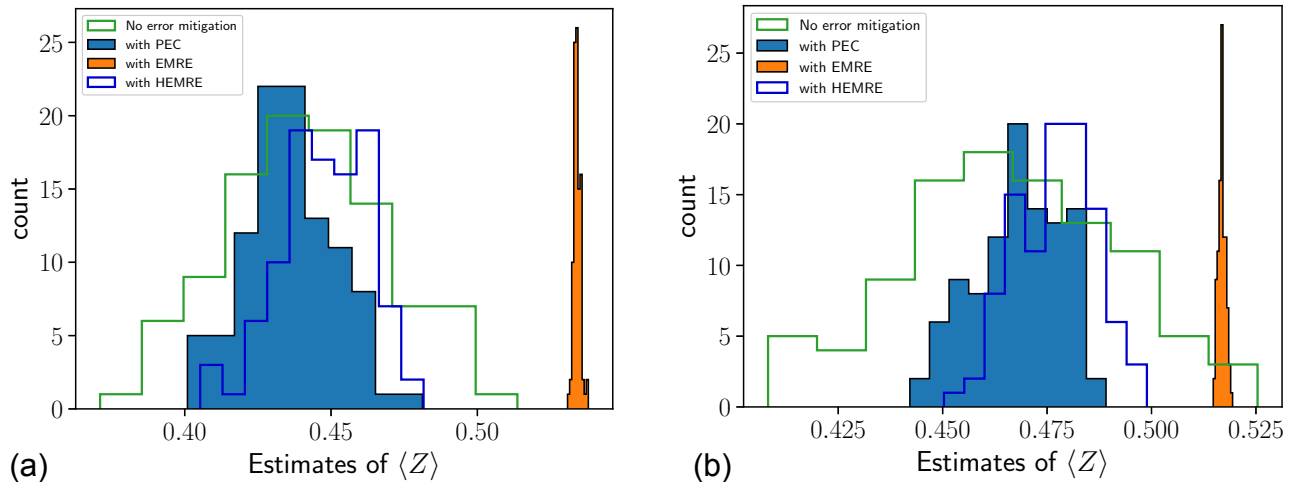 No error mitigation
with PEC
with EMRE
with HEMRE
25
20
15
10
5
0
count
0.40
0.45
0.50
Estimates of ⟨Z⟩
(a)
No error mitigation
with PEC
with EMRE
with HEMRE
25
20
15
10
5
0
count
0.425
0.450
0.475
0.500
0.525
Estimates of ⟨Z⟩
(b)